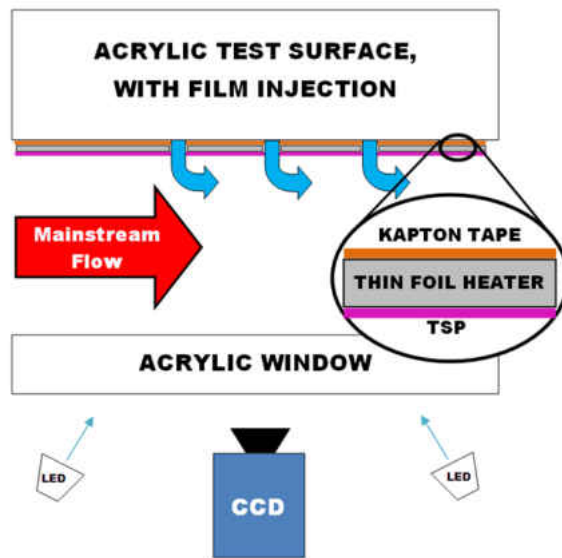 ACRYLIC TEST SURFACE,
WITH FILM INJECTION
Mainstream
Flow
KAPTON TAPE
THIN FOIL HEATER
TSP
ACRYLIC WINDOW
LED
CCD
LED